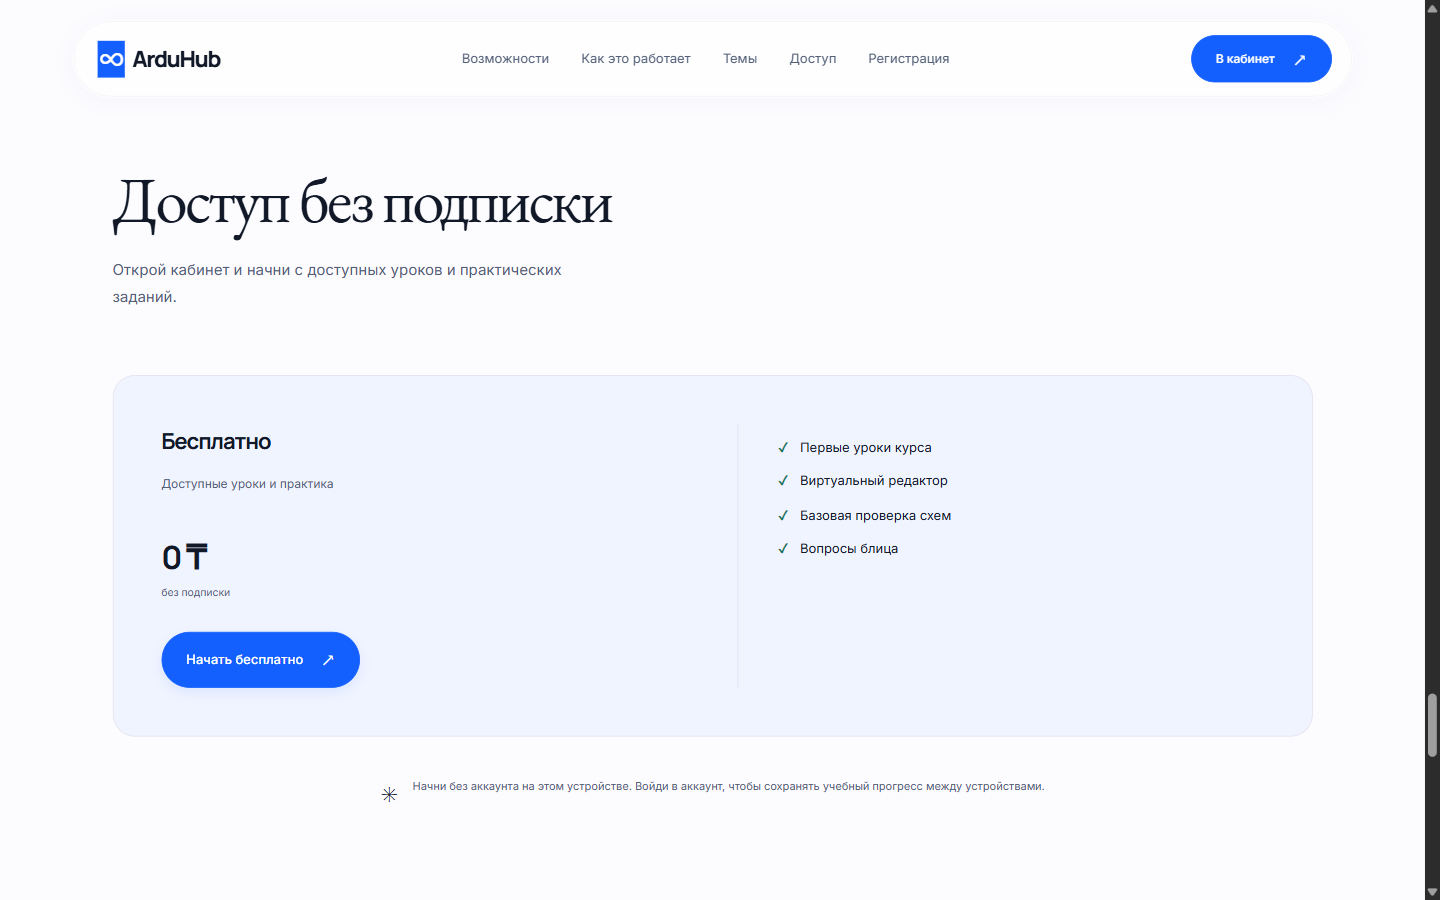 ArduHub
Возможности
Как это работает
Темы
Доступ
Регистрация
В кабинет ↗
Доступ без подписки
Открой кабинет и начни с доступных уроков и практических
заданий.
Бесплатно
Доступные уроки и практика
0 ₸
без подписки
Начать бесплатно ↗
✓ Первые уроки курса
✓ Виртуальный редактор
✓ Базовая проверка схем
✓ Вопросы блица
✳ Начни без аккаунта на этом устройстве. Войди в аккаунт, чтобы сохранять учебный прогресс между устройствами.